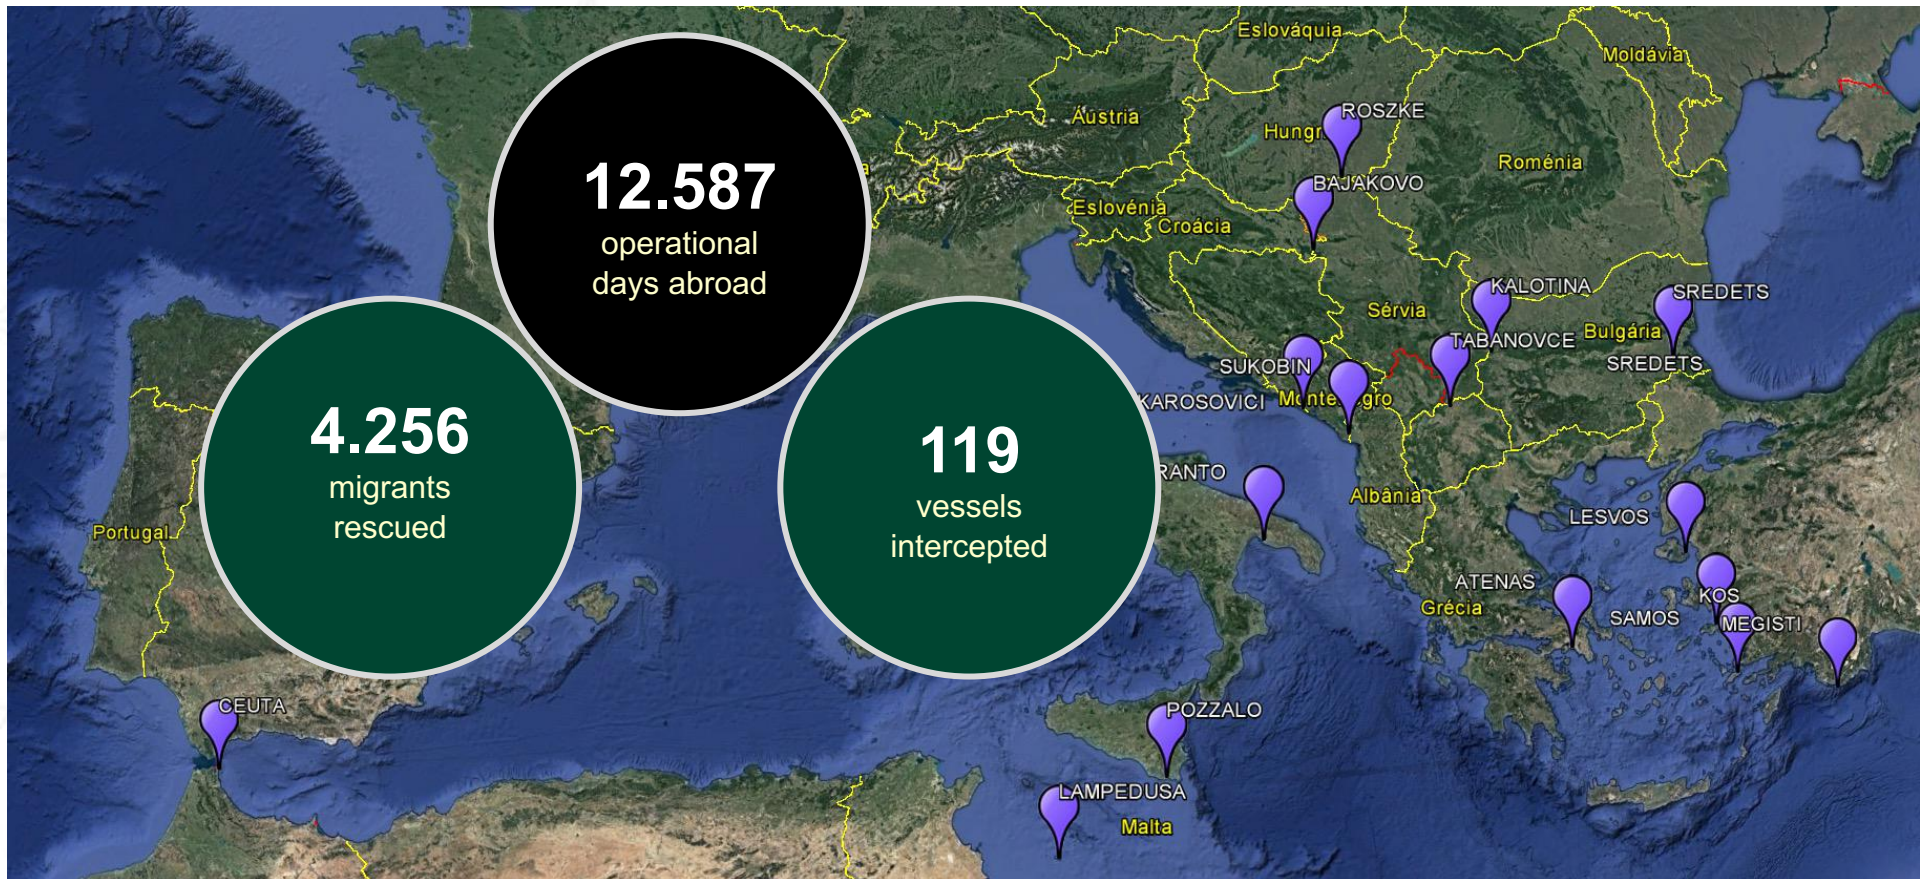 12.587
operational
days abroad
4.256
migrants
rescued
119
vessels
intercepted
Eslováquia
Moldávia
Áustria
Hungr
ROSZKE
Roménia
BAJAKOVO
Eslovénia
Croácia
KALOTINA
SREDETS
Sérvia
TABANOVCE
Bulgária
SUKOBIN
SREDETS
KAROSOVICI
Montenegro
RANTO
Albânia
LESVOS
Portugal
ATENAS
KOS
Grécia
SAMOS
MEGISTI
CEUTA
POZZALO
LAMPEDUSA
Malta